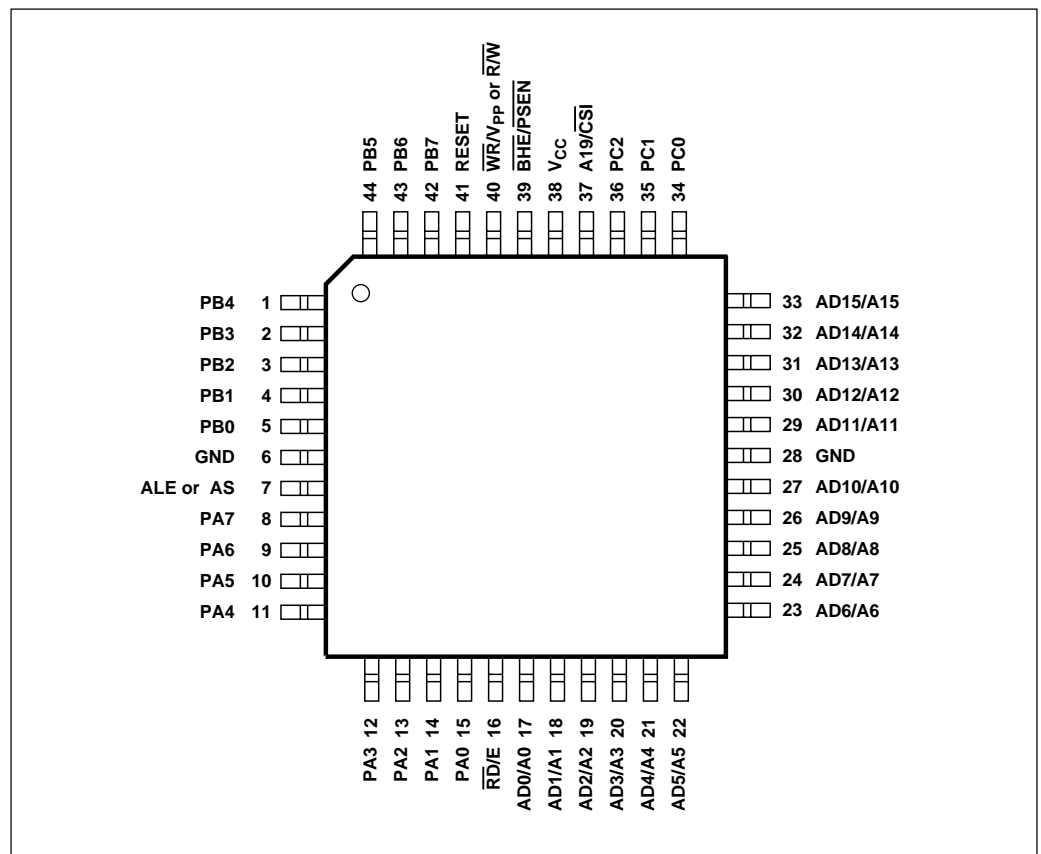 44 PB5
43 PB6
42 PB7
41 RESET
40 W̅R̅/VPP or R̅/̅W̅
39 B̅H̅E̅/P̅S̅E̅N̅
38 VCC
37 A19/C̅S̅I̅
36 PC2
35 PC1
34 PC0
PB4 1
PB3 2
PB2 3
PB1 4
PB0 5
GND 6
ALE or AS 7
PA7 8
PA6 9
PA5 10
PA4 11
33 AD15/A15
32 AD14/A14
31 AD13/A13
30 AD12/A12
29 AD11/A11
28 GND
27 AD10/A10
26 AD9/A9
25 AD8/A8
24 AD7/A7
23 AD6/A6
PA3 12
PA2 13
PA1 14
PA0 15
R̅D̅/E 16
AD0/A0 17
AD1/A1 18
AD2/A2 19
AD3/A3 20
AD4/A4 21
AD5/A5 22